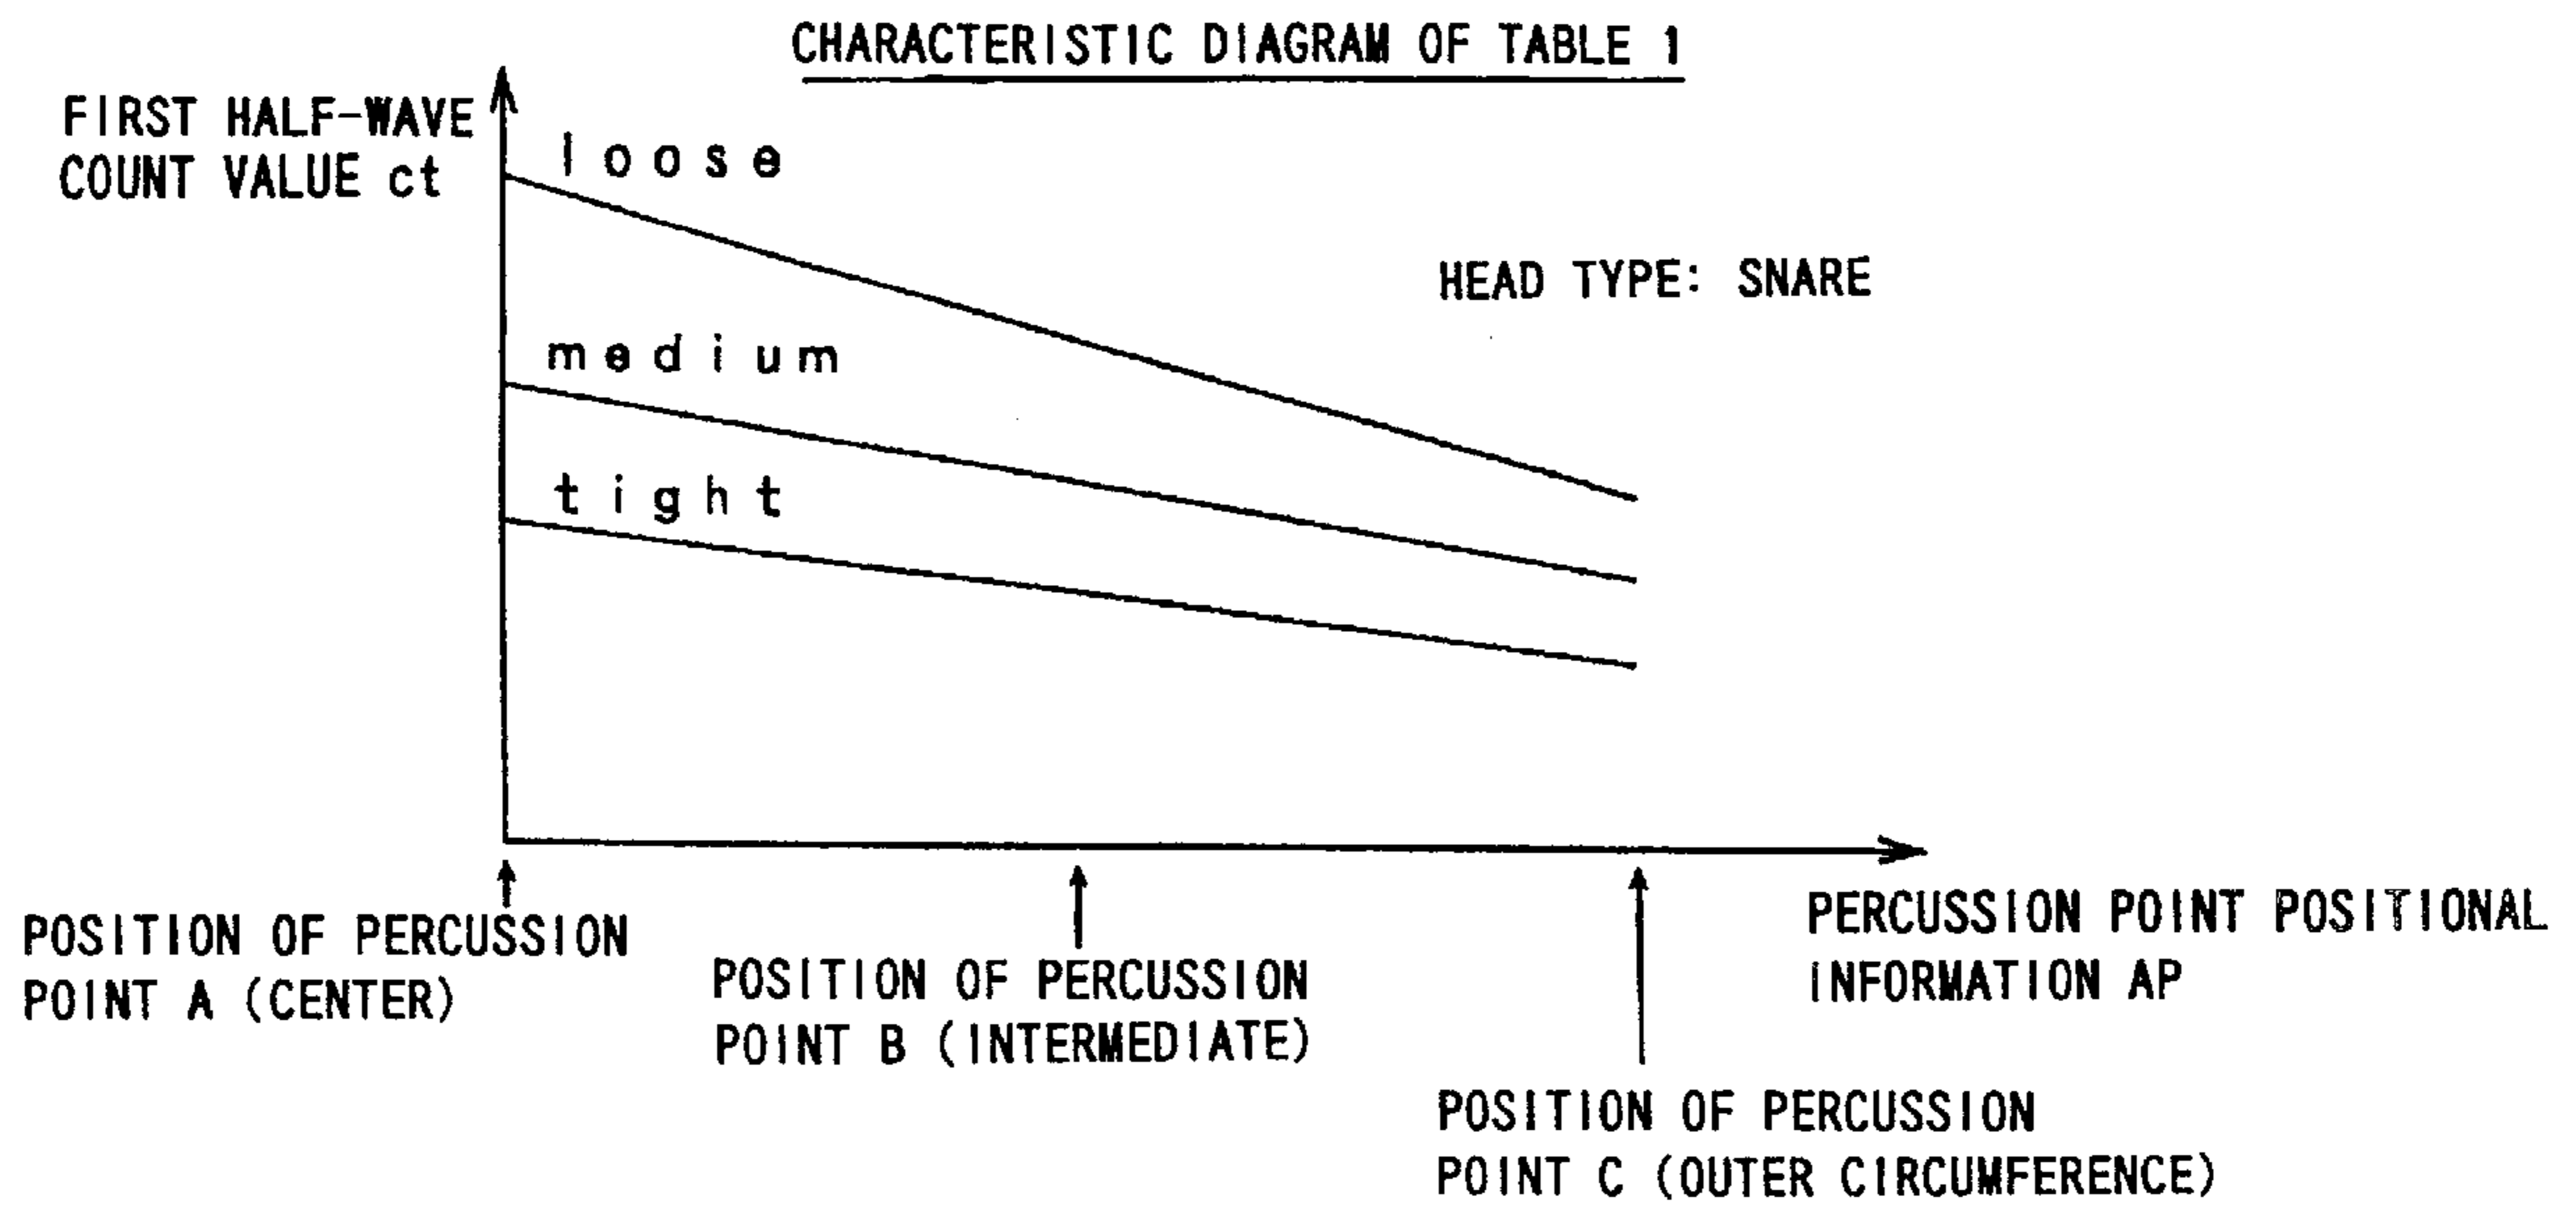 CHARACTERISTIC DIAGRAM OF TABLE 1
FIRST HALF-WAVE
COUNT VALUE ct
loose
HEAD TYPE: SNARE
medium
tight
POSITION OF PERCUSSION
POINT A (CENTER)
POSITION OF PERCUSSION
POINT B (INTERMEDIATE)
PERCUSSION POINT POSITIONAL
INFORMATION AP
POSITION OF PERCUSSION
POINT C (OUTER CIRCUMFERENCE)